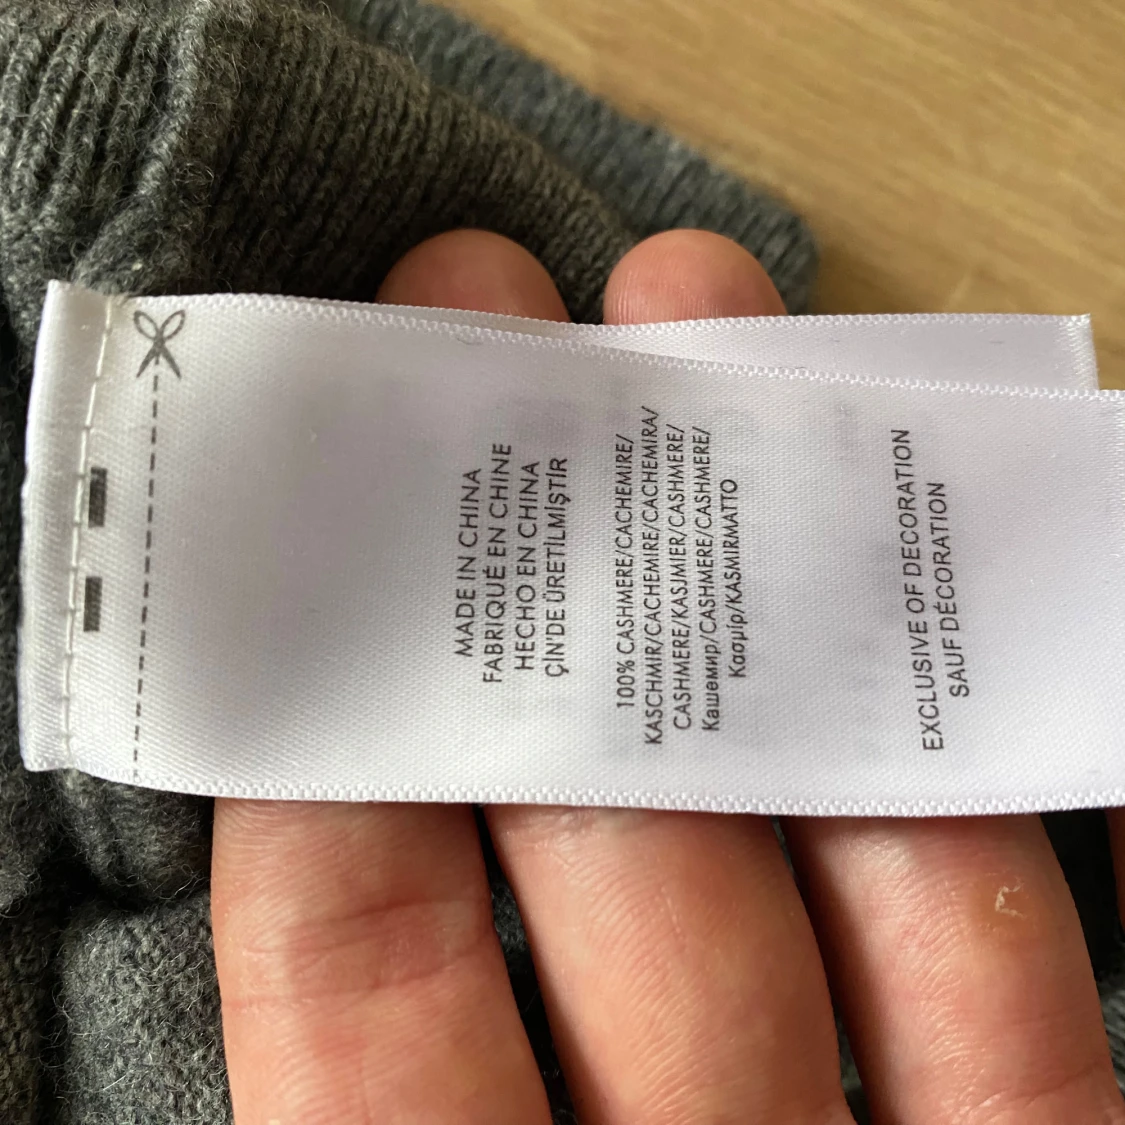 MADE IN CHINA
FABRIQUÉ EN CHINE
HECHO EN CHINA
ÇİN'DE ÜRETİLMİŞTİR
100% CASHMERE/CACHEMIRE/
KASCHMIR/CACHEMIRE/CACHEMIRA/
CASHMERE/KASJMIER/CASHMERE/
Кашемир/CASHMERE/CASHMERE/
Κασμίρ/KASMIRMATTO
EXCLUSIVE OF DECORATION
SAUF DÉCORATION